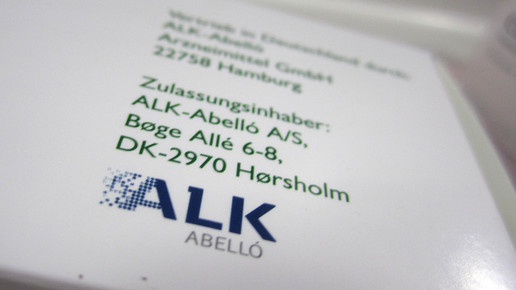 Vertrieb in Deutschland durch:
ALK-Abelló
Arzneimittel GmbH
22758 Hamburg
Zulassungsinhaber:
ALK-Abelló A/S,
Bøge Allé 6-8,
DK-2970 Hørsholm
ALK
ABELLÓ